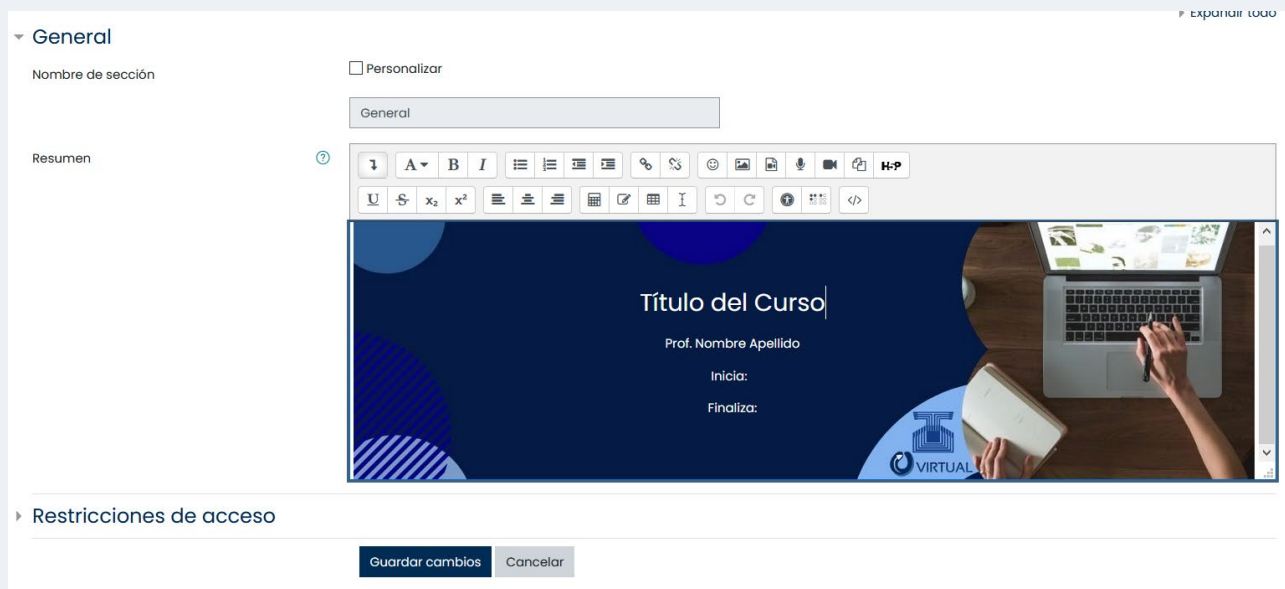 Expandir todo
General
Nombre de sección
Personalizar
General
Resumen
A B I H-P
U S x₂ x²
Título del Curso
Prof. Nombre Apellido
Inicia:
Finaliza:
VIRTUAL
Restricciones de acceso
Guardar cambios Cancelar